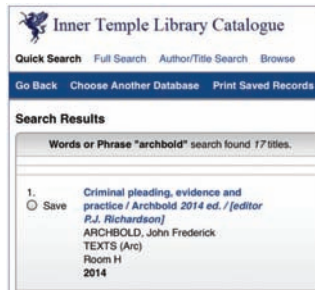 Inner Temple Library Catalogue
Quick Search Full Search Author/Title Search Browse
Go Back Choose Another Database Print Saved Records
Search Results
Words or Phrase "archbold" search found 17 titles.
1. Criminal pleading, evidence and
Save practice / Archbold 2014 ed. / [editor
P.J. Richardson]
ARCHBOLD, John Frederick
TEXTS (Arc)
Room H
2014